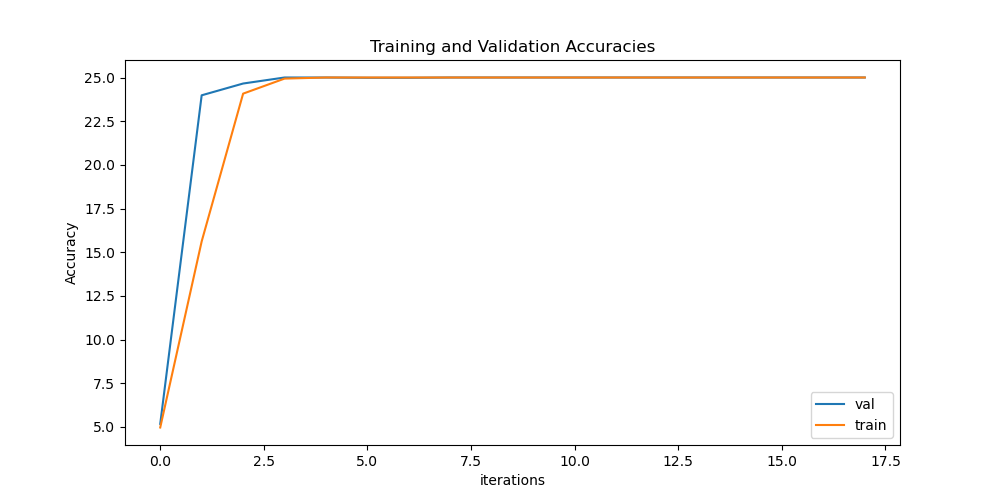 Training and Validation Accuracies
Accuracy
25.0
22.5
20.0
17.5
15.0
12.5
10.0
7.5
5.0
0.0 2.5 5.0 7.5 10.0 12.5 15.0 17.5
iterations
val
train